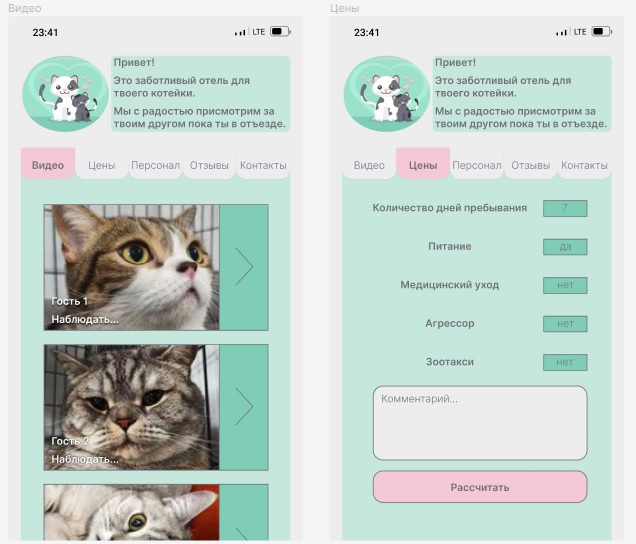 Видео
23:41
LTE
Привет!
Это заботливый отель для
твоего котейки.
Мы с радостью присмотрим за
твоим другом пока ты в отъезде.
Видео
Цены
Персонал
Отзывы
Контакты
Гость 1
Наблюдать...
Гость 2
Наблюдать...
Цены
23:41
LTE
Привет!
Это заботливый отель для
твоего котейки.
Мы с радостью присмотрим за
твоим другом пока ты в отъезде.
Видео
Цены
Персонал
Отзывы
Контакты
Количество дней пребывания
7
Питание
да
Медицинский уход
нет
Агрессор
нет
Зоотакси
нет
Комментарий...
Рассчитать